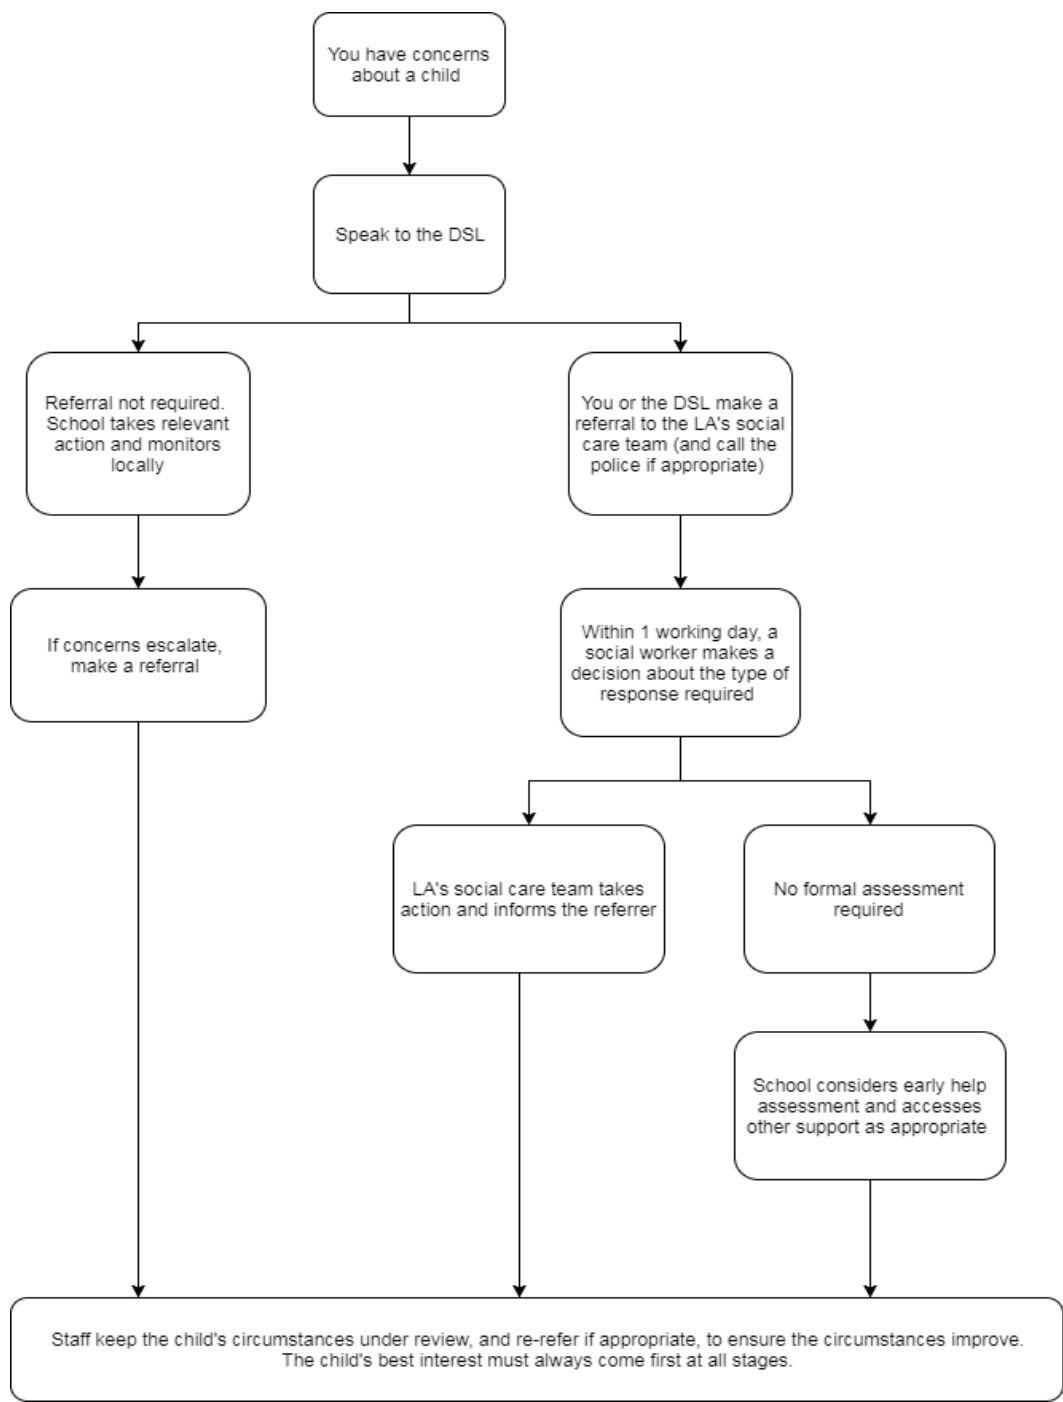 You have concerns
about a child
Speak to the DSL
Referral not required.
School takes relevant
action and monitors
locally
You or the DSL make a
referral to the LA's social
care team (and call the
police if appropriate)
If concerns escalate,
make a referral
Within 1 working day, a
social worker makes a
decision about the type of
response required
LA's social care team takes
action and informs the referrer
No formal assessment
required
School considers early help
assessment and accesses
other support as appropriate
Staff keep the child's circumstances under review, and re-refer if appropriate, to ensure the circumstances improve.
The child's best interest must always come first at all stages.